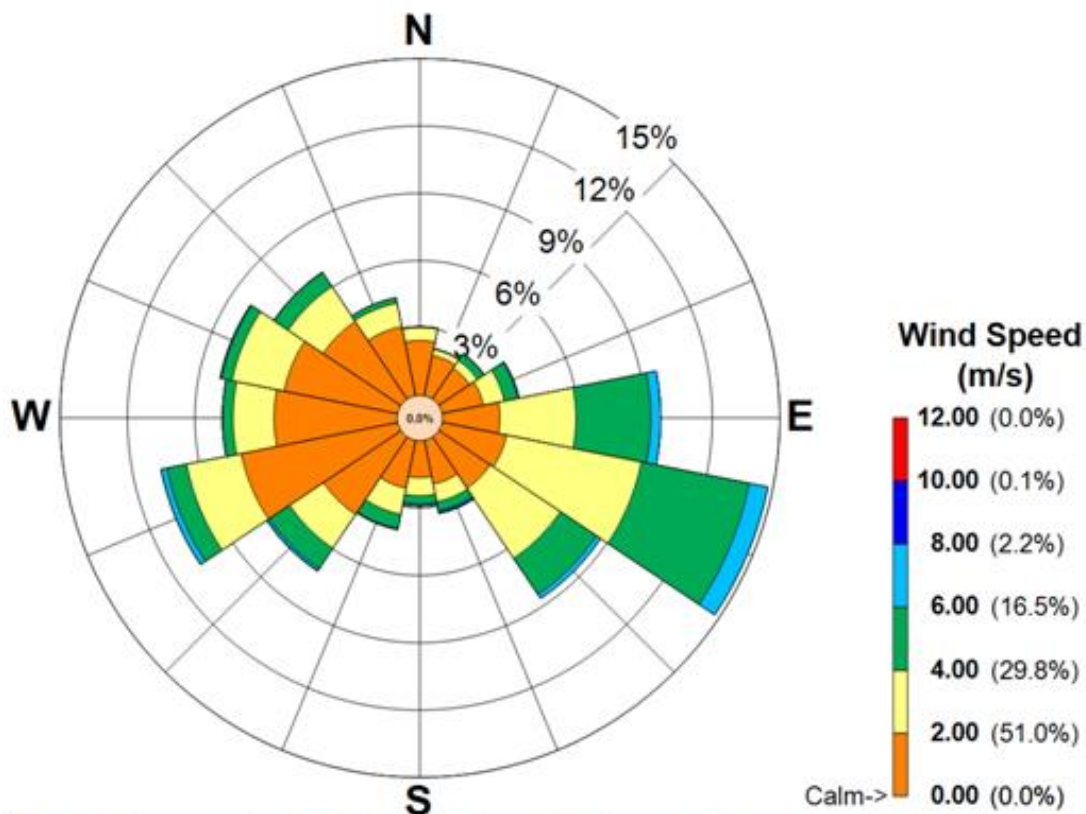 N
15%
12%
9%
6%
3%
W
0.0%
E
S
Wind Speed
(m/s)
12.00 (0.0%)
10.00 (0.1%)
8.00 (2.2%)
6.00 (16.5%)
4.00 (29.8%)
2.00 (51.0%)
Calm-> 0.00 (0.0%)